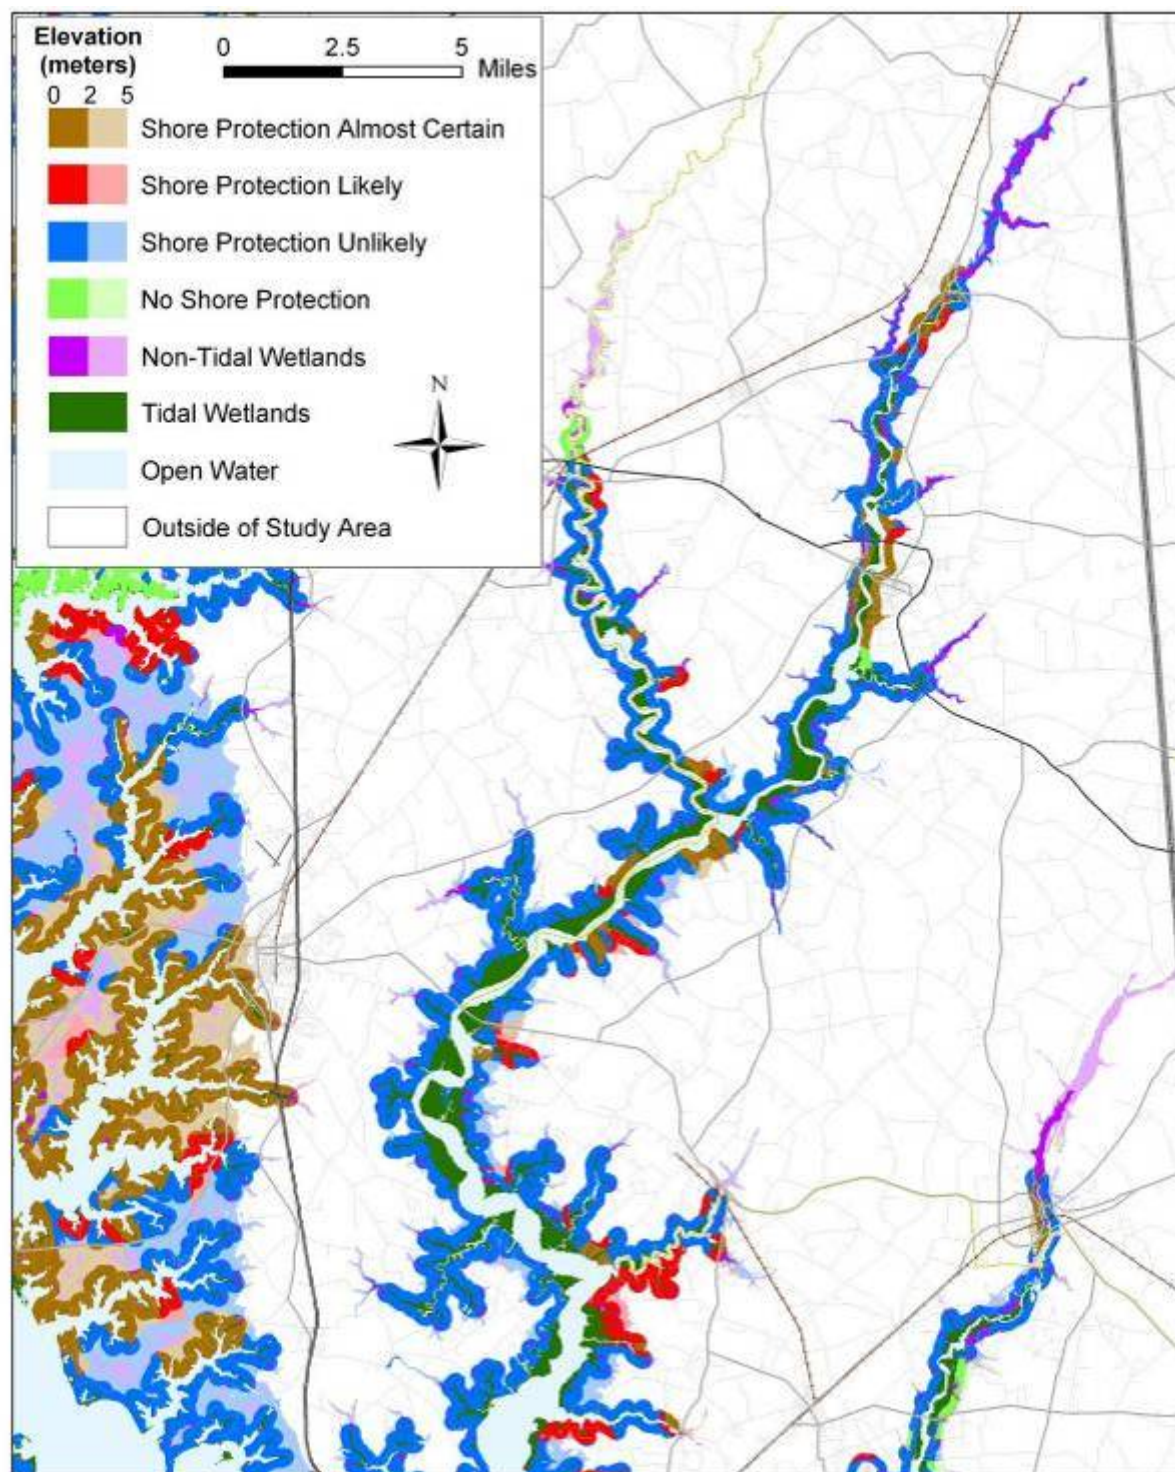 Elevation
(meters)
0 2 5
0 2.5 5
Miles
Shore Protection Almost Certain
Shore Protection Likely
Shore Protection Unlikely
No Shore Protection
Non-Tidal Wetlands
N
Tidal Wetlands
Open Water
Outside of Study Area